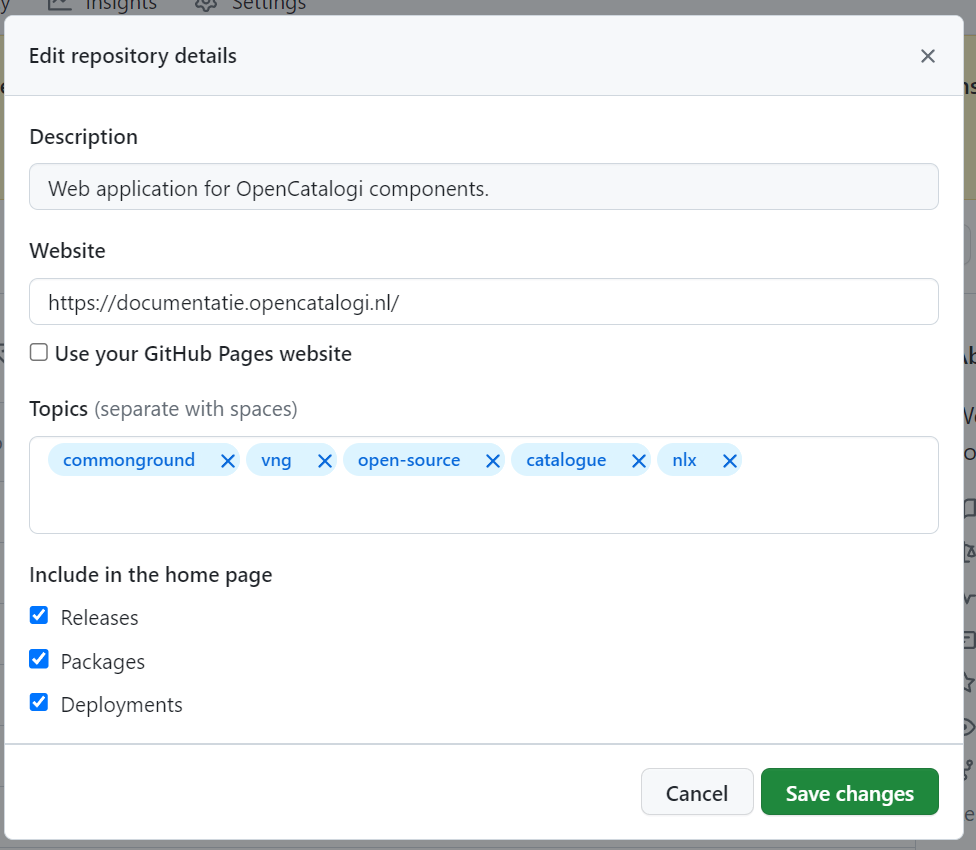 Insights Settings
Edit repository details
Description
Web application for OpenCatalogi components.
Website
https://documentatie.opencatalogi.nl/
Use your GitHub Pages website
Topics (separate with spaces)
commonground vng open-source catalogue nlx
Include in the home page
Releases
Packages
Deployments
Cancel Save changes